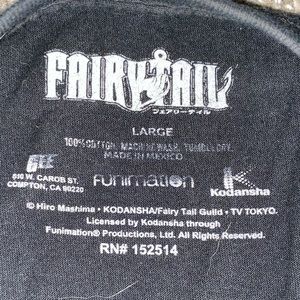 FAIRY TAIL
フェアリーテイル
LARGE
100% COTTON. MACHINE WASH. TUMBLE DRY.
MADE IN MEXICO
810 W. CAROB ST.
COMPTON, CA 90220
FUNIMATION
Kodansha
© Hiro Mashima • KODANSHA/Fairy Tail Guild • TV TOKYO.
Licensed by Kodansha through
Funimation® Productions, Ltd. All Rights Reserved.
RN# 152514